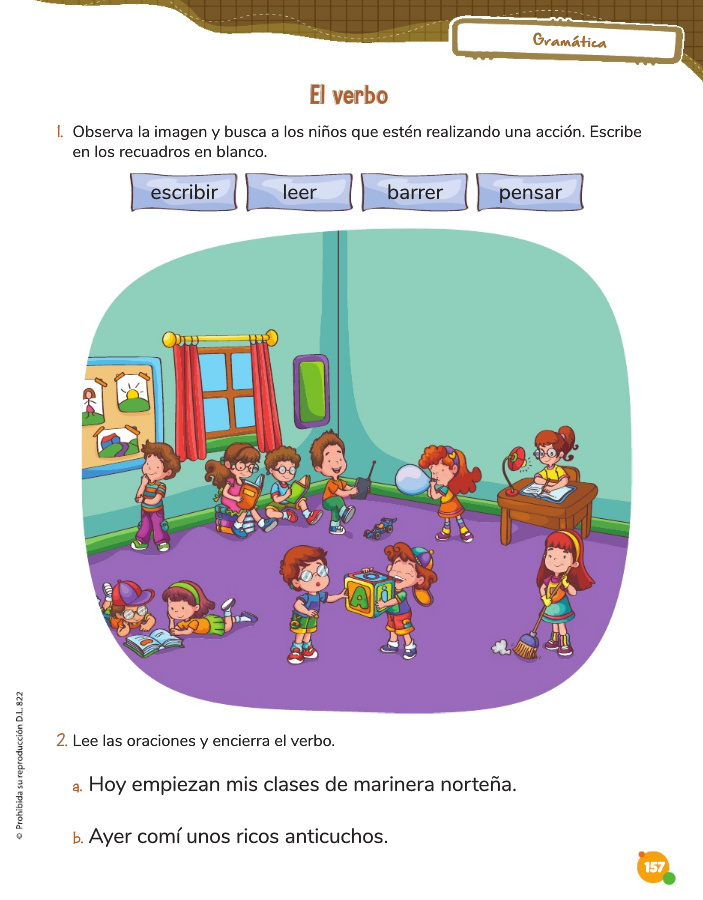 Gramática
El verbo
1. Observa la imagen y busca a los niños que estén realizando una acción. Escribe
en los recuadros en blanco.
escribir leer barrer pensar
A
2. Lee las oraciones y encierra el verbo.
a. Hoy empiezan mis clases de marinera norteña.
b. Ayer comí unos ricos anticuchos.
© Prohibida su reproducción D.L. 822
157